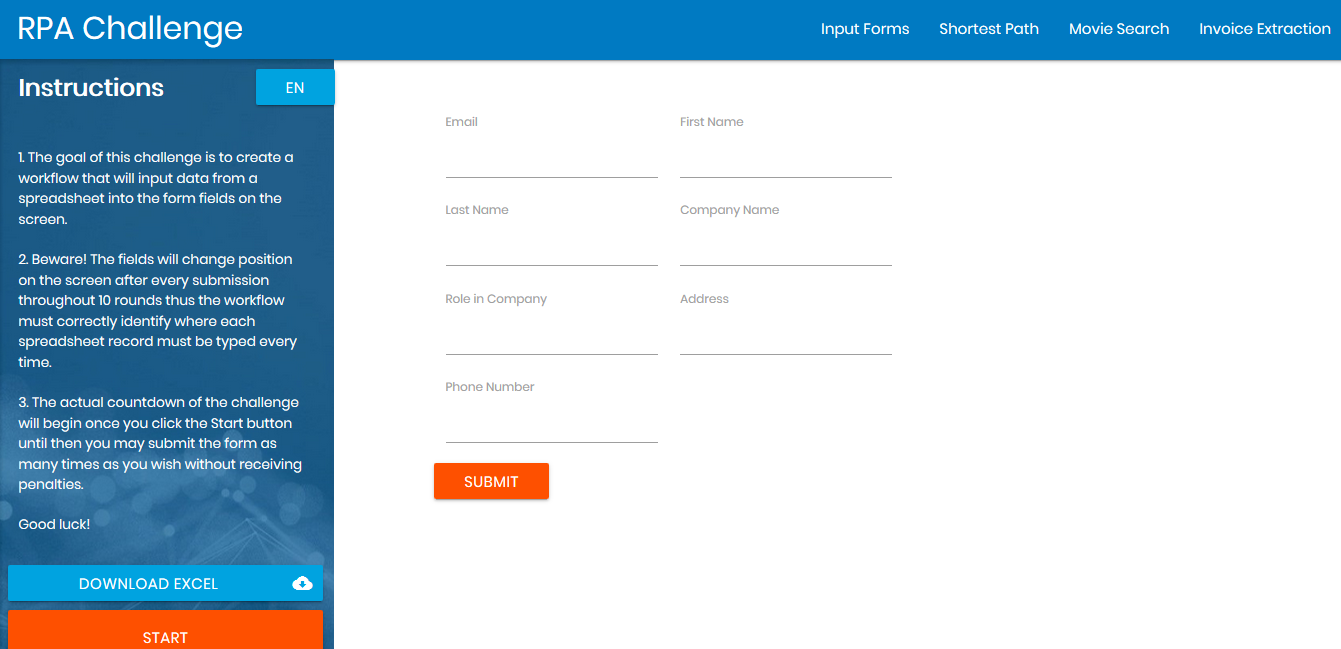 RPA Challenge
Input Forms
Shortest Path
Movie Search
Invoice Extraction
Instructions
EN
1. The goal of this challenge is to create a
workflow that will input data from a
spreadsheet into the form fields on the
screen.
2. Beware! The fields will change position
on the screen after every submission
throughout 10 rounds thus the workflow
must correctly identify where each
spreadsheet record must be typed every
time.
3. The actual countdown of the challenge
will begin once you click the Start button
until then you may submit the form as
many times as you wish without receiving
penalties.
Good luck!
DOWNLOAD EXCEL
START
Email
First Name
Last Name
Company Name
Role in Company
Address
Phone Number
SUBMIT